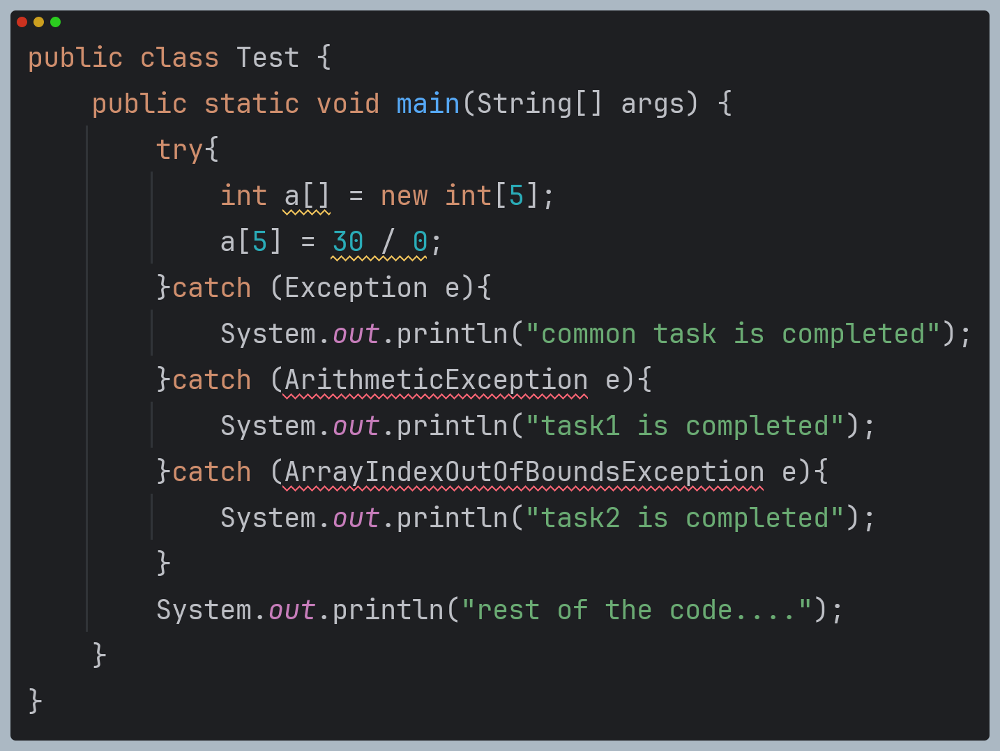 public class Test {
    public static void main(String[] args) {
        try{
            int a[] = new int[5];
            a[5] = 30 / 0;
        }catch (Exception e){
            System.out.println("common task is completed");
        }catch (ArithmeticException e){
            System.out.println("task1 is completed");
        }catch (ArrayIndexOutOfBoundsException e){
            System.out.println("task2 is completed");
        }
        System.out.println("rest of the code....");
    }
}